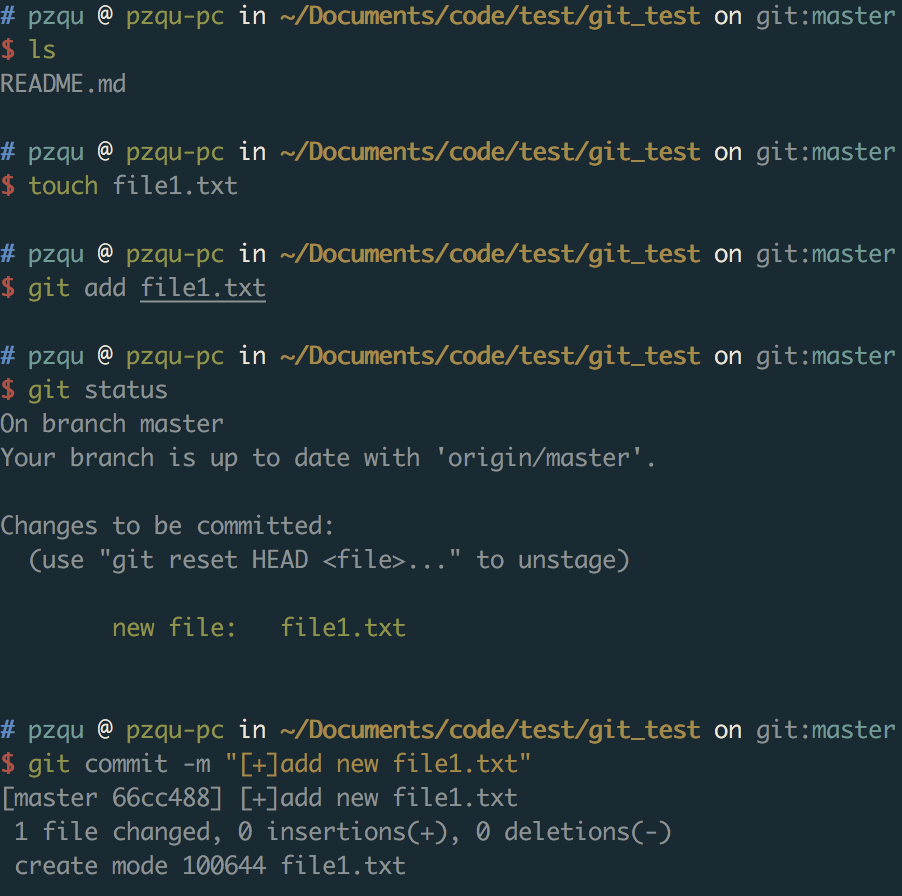 # pzqu @ pzqu-pc in ~/Documents/code/test/git_test on git:master
$ ls
README.md
# pzqu @ pzqu-pc in ~/Documents/code/test/git_test on git:master
$ touch file1.txt
# pzqu @ pzqu-pc in ~/Documents/code/test/git_test on git:master
$ git add file1.txt
# pzqu @ pzqu-pc in ~/Documents/code/test/git_test on git:master
$ git status
On branch master
Your branch is up to date with 'origin/master'.
Changes to be committed:
  (use "git reset HEAD <file>..." to unstage)
        new file:   file1.txt
# pzqu @ pzqu-pc in ~/Documents/code/test/git_test on git:master
$ git commit -m "[+]add new file1.txt"
[master 66cc488] [+]add new file1.txt
 1 file changed, 0 insertions(+), 0 deletions(-)
 create mode 100644 file1.txt